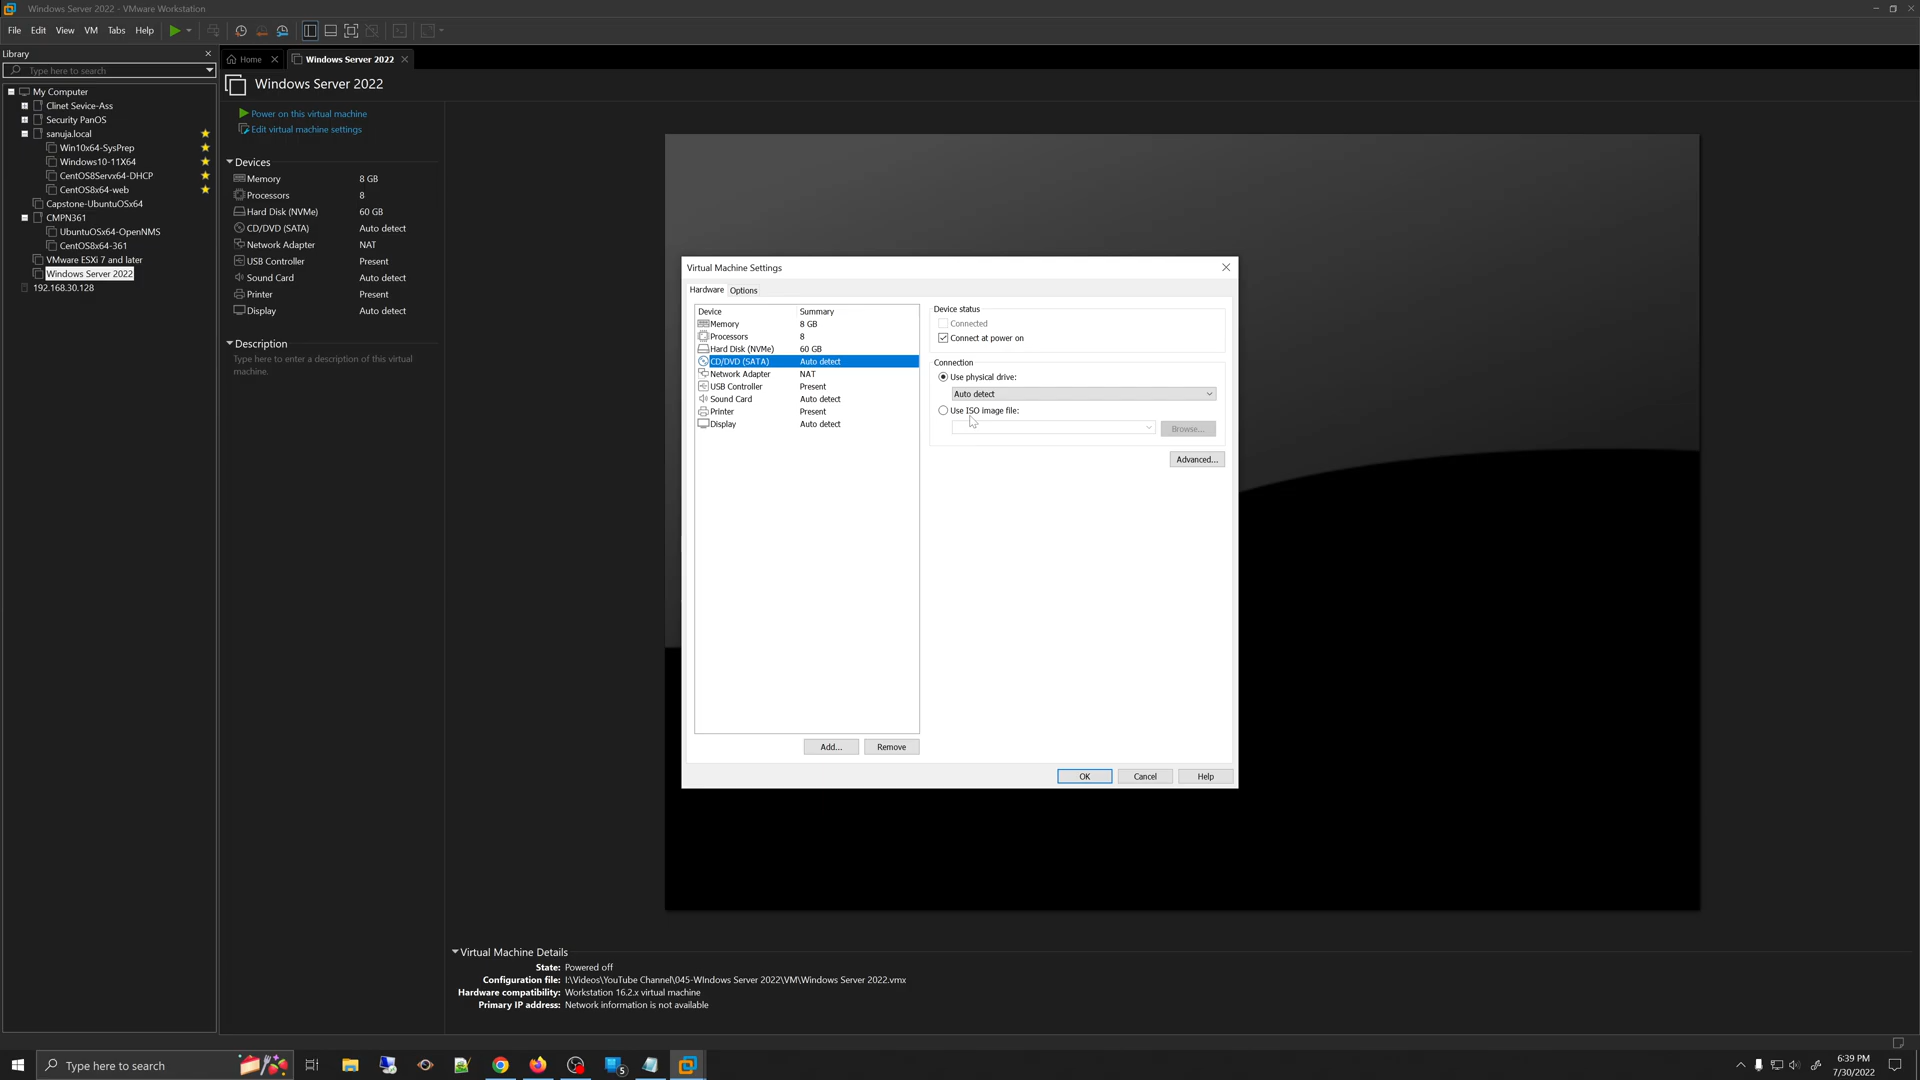 Windows Server 2022 - VMware Workstation
File Edit View VM Tabs Help
Library
Type here to search
My Computer
Clinet Sevice-Ass
Security PanOS
sanuja.local
Win10x64-SysPrep
Windows10-11X64
CentOS8Servx64-DHCP
CentOS8x64-web
Capstone-UbuntuOSx64
CMPN361
UbuntuOSx64-OpenNMS
CentOS8x64-361
VMware ESXi 7 and later
Windows Server 2022
192.168.30.128
Home
Windows Server 2022
Windows Server 2022
Power on this virtual machine
Edit virtual machine settings
Devices
Memory 8 GB
Processors 8
Hard Disk (NVMe) 60 GB
CD/DVD (SATA) Auto detect
Network Adapter NAT
USB Controller Present
Sound Card Auto detect
Printer Present
Display Auto detect
Description
Type here to enter a description of this virtual
machine.
Virtual Machine Settings
Hardware Options
Device Summary
Memory 8 GB
Processors 8
Hard Disk (NVMe) 60 GB
CD/DVD (SATA) Auto detect
Network Adapter NAT
USB Controller Present
Sound Card Auto detect
Printer Present
Display Auto detect
Add...
Remove
Device status
Connected
Connect at power on
Connection
Use physical drive:
Auto detect
Use ISO image file:
Browse...
Advanced...
OK
Cancel
Help
Virtual Machine Details
State: Powered off
Configuration file: I:\Videos\YouTube Channel\045-WIndows Server 2022\VM\Windows Server 2022.vmx
Hardware compatibility: Workstation 16.2.x virtual machine
Primary IP address: Network information is not available
Type here to search
5
6:39 PM
7/30/2022